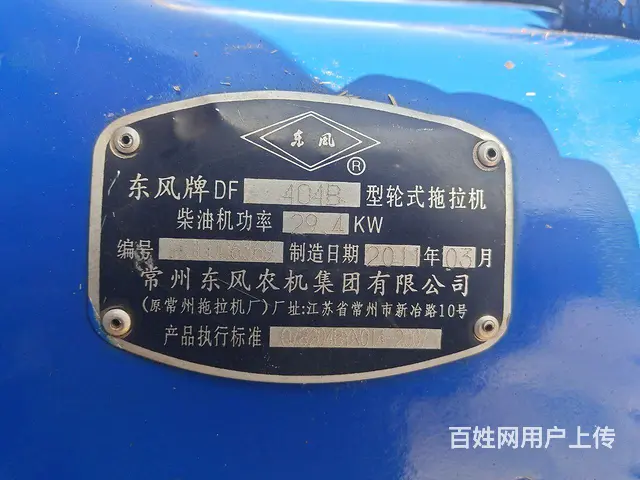 东风
®
东风牌DF 404B 型轮式拖拉机
柴油机功率 29.4 KW
编号 制造日期 2011年03月
常州东风农机集团有限公司
(原常州拖拉机厂)厂址:江苏省常州市新冶路10号
产品执行标准
百姓网用户上传